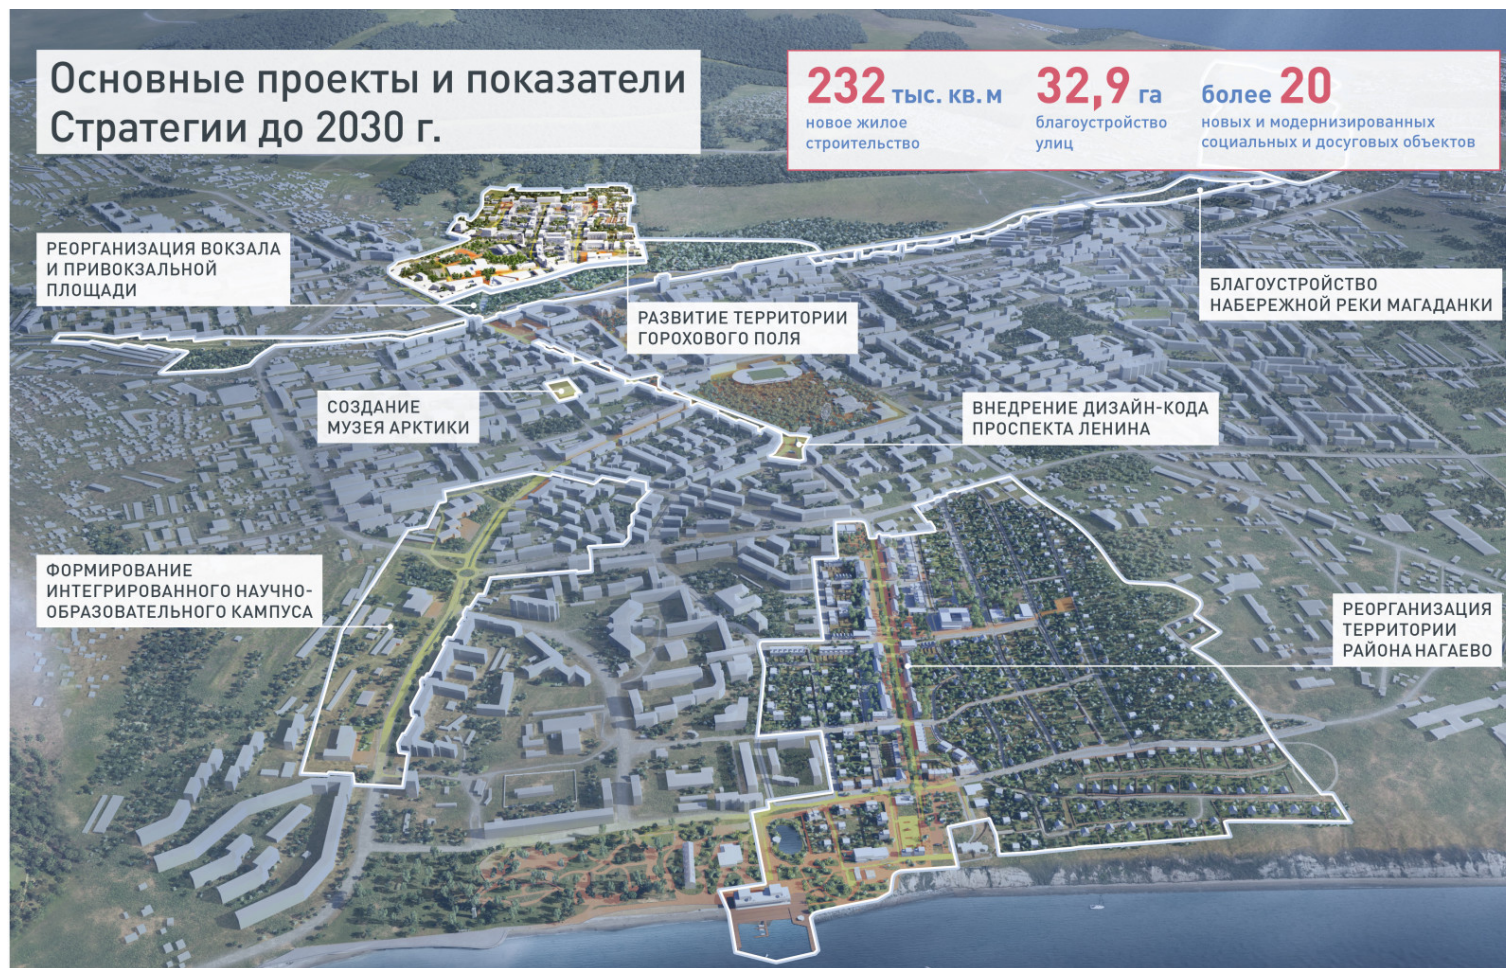 Основные проекты и показатели
Стратегии до 2030 г.
232 тыс. кв. м
новое жилое
строительство
32,9 га
благоустройство
улиц
более 20
новых и модернизированных
социальных и досуговых объектов
РЕОРГАНИЗАЦИЯ ВОКЗАЛА
И ПРИВОКЗАЛЬНОЙ
ПЛОЩАДИ
БЛАГОУСТРОЙСТВО
НАБЕРЕЖНОЙ РЕКИ МАГАДАНКИ
РАЗВИТИЕ ТЕРРИТОРИИ
ГОРОХОВОГО ПОЛЯ
СОЗДАНИЕ
МУЗЕЯ АРКТИКИ
ВНЕДРЕНИЕ ДИЗАЙН-КОДА
ПРОСПЕКТА ЛЕНИНА
ФОРМИРОВАНИЕ
ИНТЕГРИРОВАННОГО НАУЧНО-
ОБРАЗОВАТЕЛЬНОГО КАМПУСА
РЕОРГАНИЗАЦИЯ
ТЕРРИТОРИИ
РАЙОНА НАГАЕВО